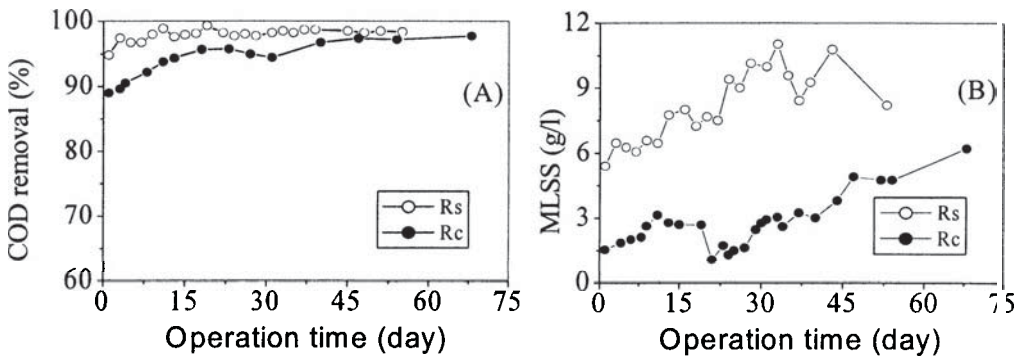 100
90
80
70
60
COD removal (%)
(A)
Rs
Rc
0 15 30 45 60 75
Operation time (day)
12
9
6
3
0
MLSS (g/l)
(B)
Rs
Rc
0 15 30 45 60 75
Operation time (day)